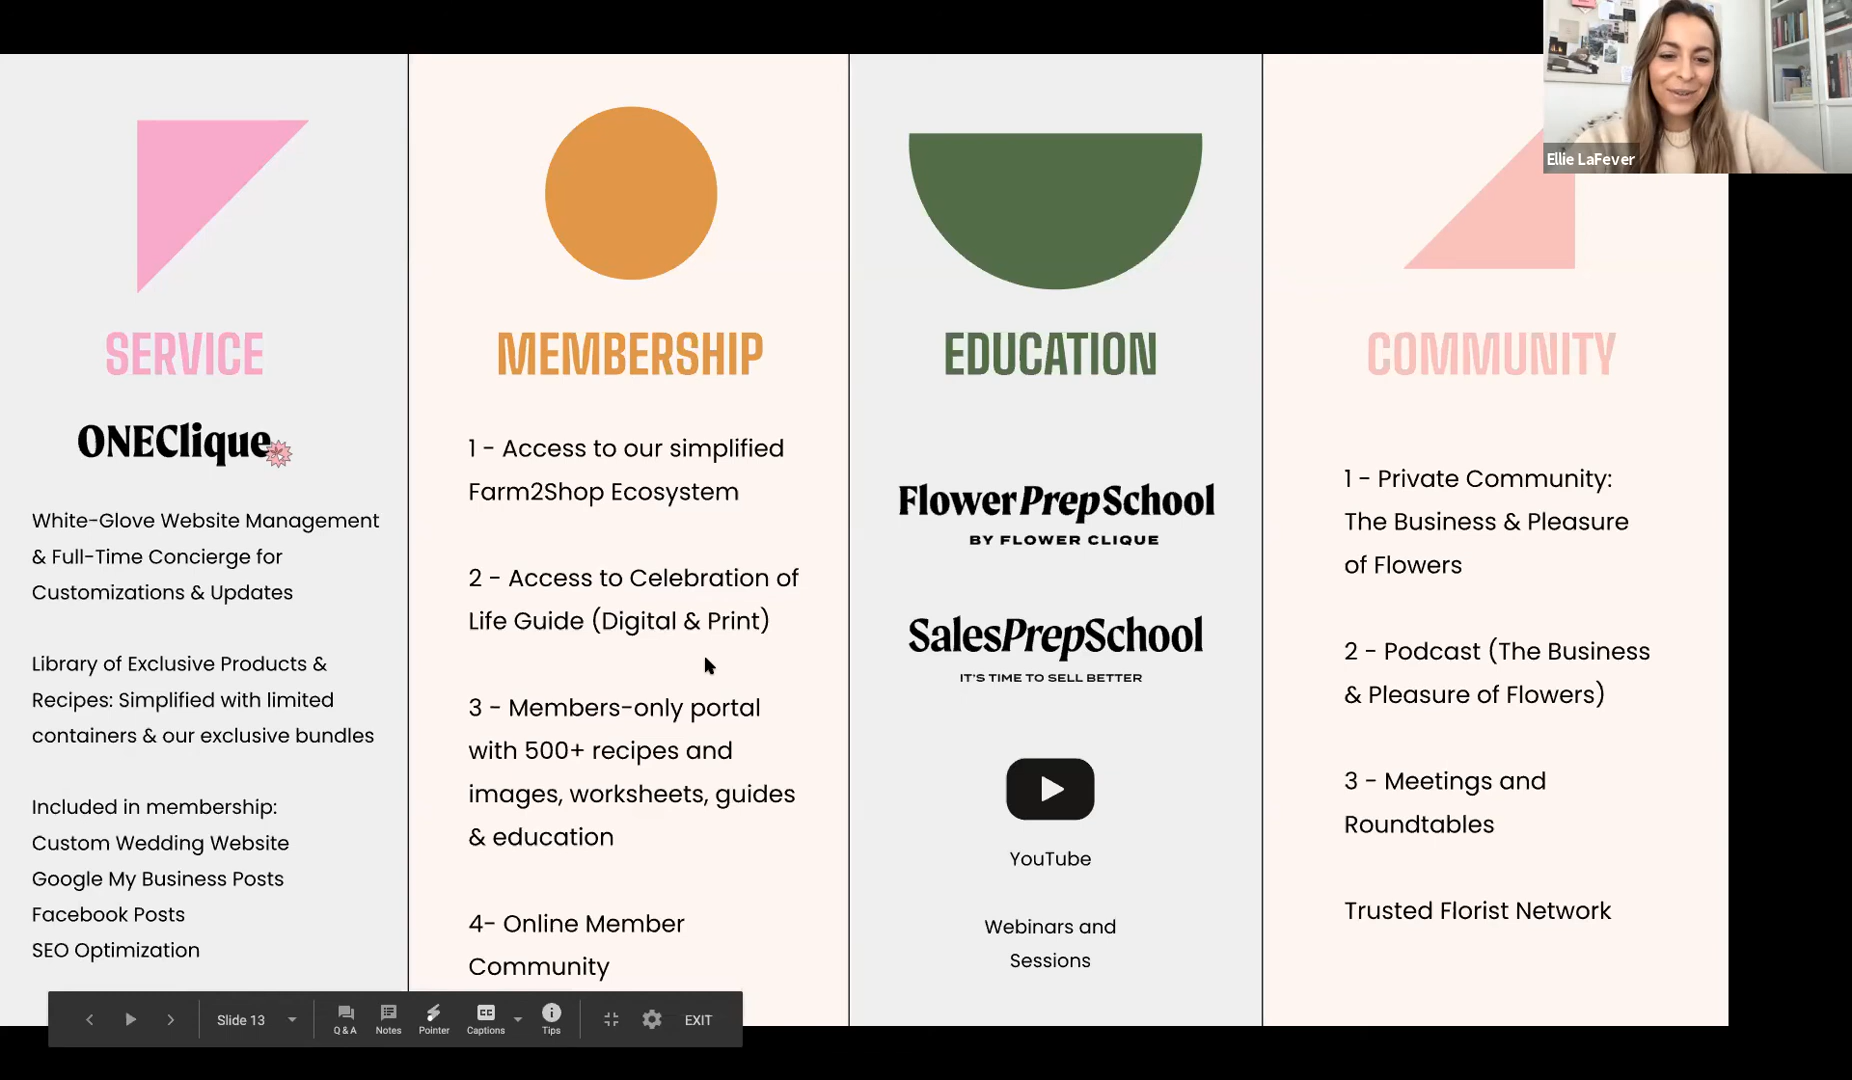 Ellie LaFever
SERVICE
ONEClique
White-Glove Website Management
& Full-Time Concierge for
Customizations & Updates
Library of Exclusive Products &
Recipes: Simplified with limited
containers & our exclusive bundles
Included in membership:
Custom Wedding Website
Google My Business Posts
Facebook Posts
SEO Optimization
MEMBERSHIP
1 - Access to our simplified
Farm2Shop Ecosystem
2 - Access to Celebration of
Life Guide (Digital & Print)
3 - Members-only portal
with 500+ recipes and
images, worksheets, guides
& education
4- Online Member
Community
EDUCATION
Flower Prep School
BY FLOWER CLIQUE
SalesPrepSchool
IT'S TIME TO SELL BETTER
YouTube
Webinars and
Sessions
COMMUNITY
1 - Private Community:
The Business & Pleasure
of Flowers
2 - Podcast (The Business
& Pleasure of Flowers)
3 - Meetings and
Roundtables
Trusted Florist Network
Slide 13
Q & A
Notes
Pointer
CC
Captions
Tips
EXIT